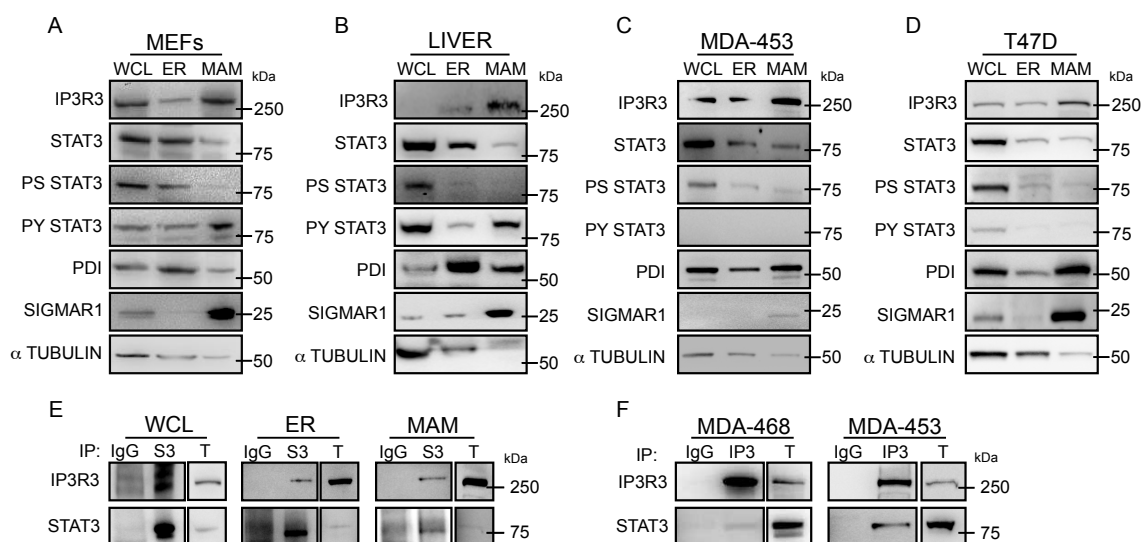 A
MEFs
WCL ER MAM
kDa
IP3R3
250
STAT3
75
PS STAT3
75
PY STAT3
75
PDI
50
SIGMAR1
25
α TUBULIN
50
B
LIVER
WCL ER MAM
kDa
IP3R3
250
STAT3
75
PS STAT3
75
PY STAT3
75
PDI
50
SIGMAR1
25
α TUBULIN
50
C
MDA-453
WCL ER MAM
kDa
IP3R3
250
STAT3
75
PS STAT3
75
PY STAT3
75
PDI
50
SIGMAR1
25
α TUBULIN
50
D
T47D
WCL ER MAM
kDa
IP3R3
250
STAT3
75
PS STAT3
75
PY STAT3
75
PDI
50
SIGMAR1
25
α TUBULIN
50
E
WCL ER MAM
IP: IgG S3 T IgG S3 T IgG S3 T
kDa
IP3R3
250
STAT3
75
F
MDA-468 MDA-453
IP: IgG IP3 T IgG IP3 T
kDa
IP3R3
250
STAT3
75